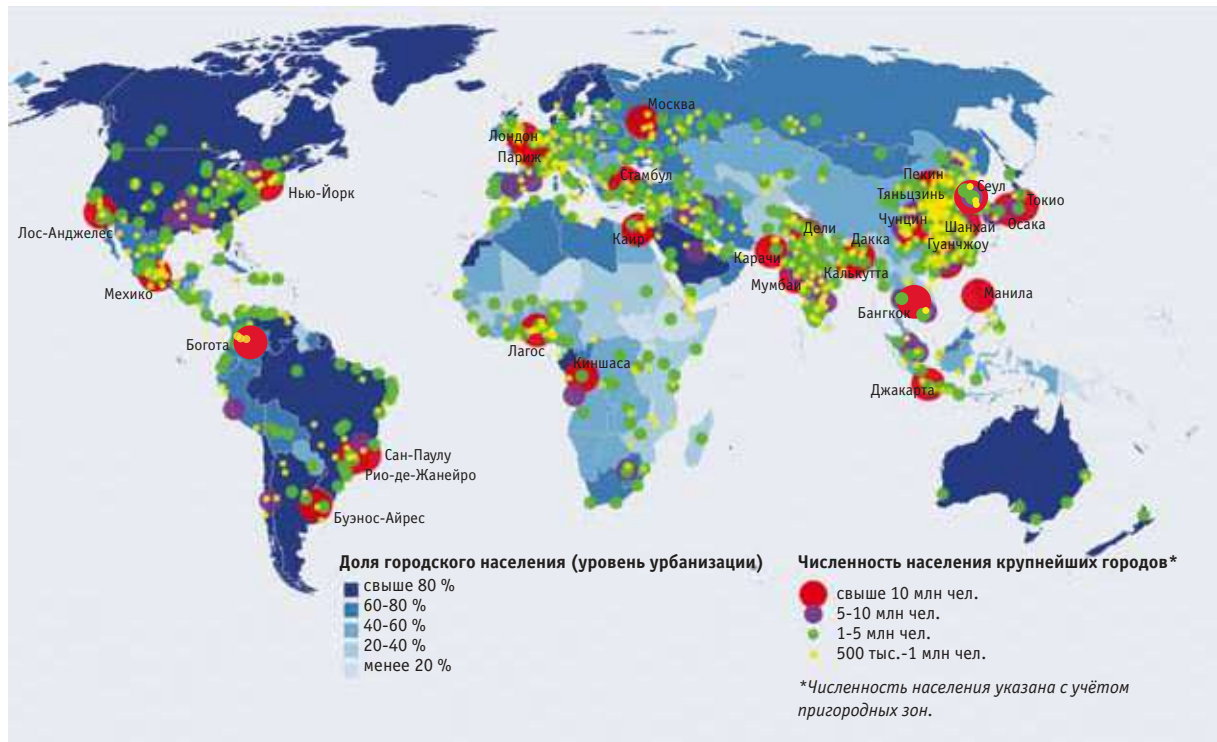 Москва
Лондон
Париж
Стамбул
Нью-Йорк
Лос-Анджелес
Мехико
Каир
Пекин
Тяньцзинь
Сеул
Токио
Чунцин
Шанхай
Осака
Гуанчжоу
Дели
Дакка
Карачи
Калькутта
Мумбаи
Манила
Бангкок
Богота
Лагос
Киншаса
Джакарта
Сан-Паулу
Рио-де-Жанейро
Буэнос-Айрес
Доля городского населения (уровень урбанизации)
свыше 80 %
60-80 %
40-60 %
20-40 %
менее 20 %
Численность населения крупнейших городов*
свыше 10 млн чел.
5-10 млн чел.
1-5 млн чел.
500 тыс.-1 млн чел.
*Численность населения указана с учётом
пригородных зон.